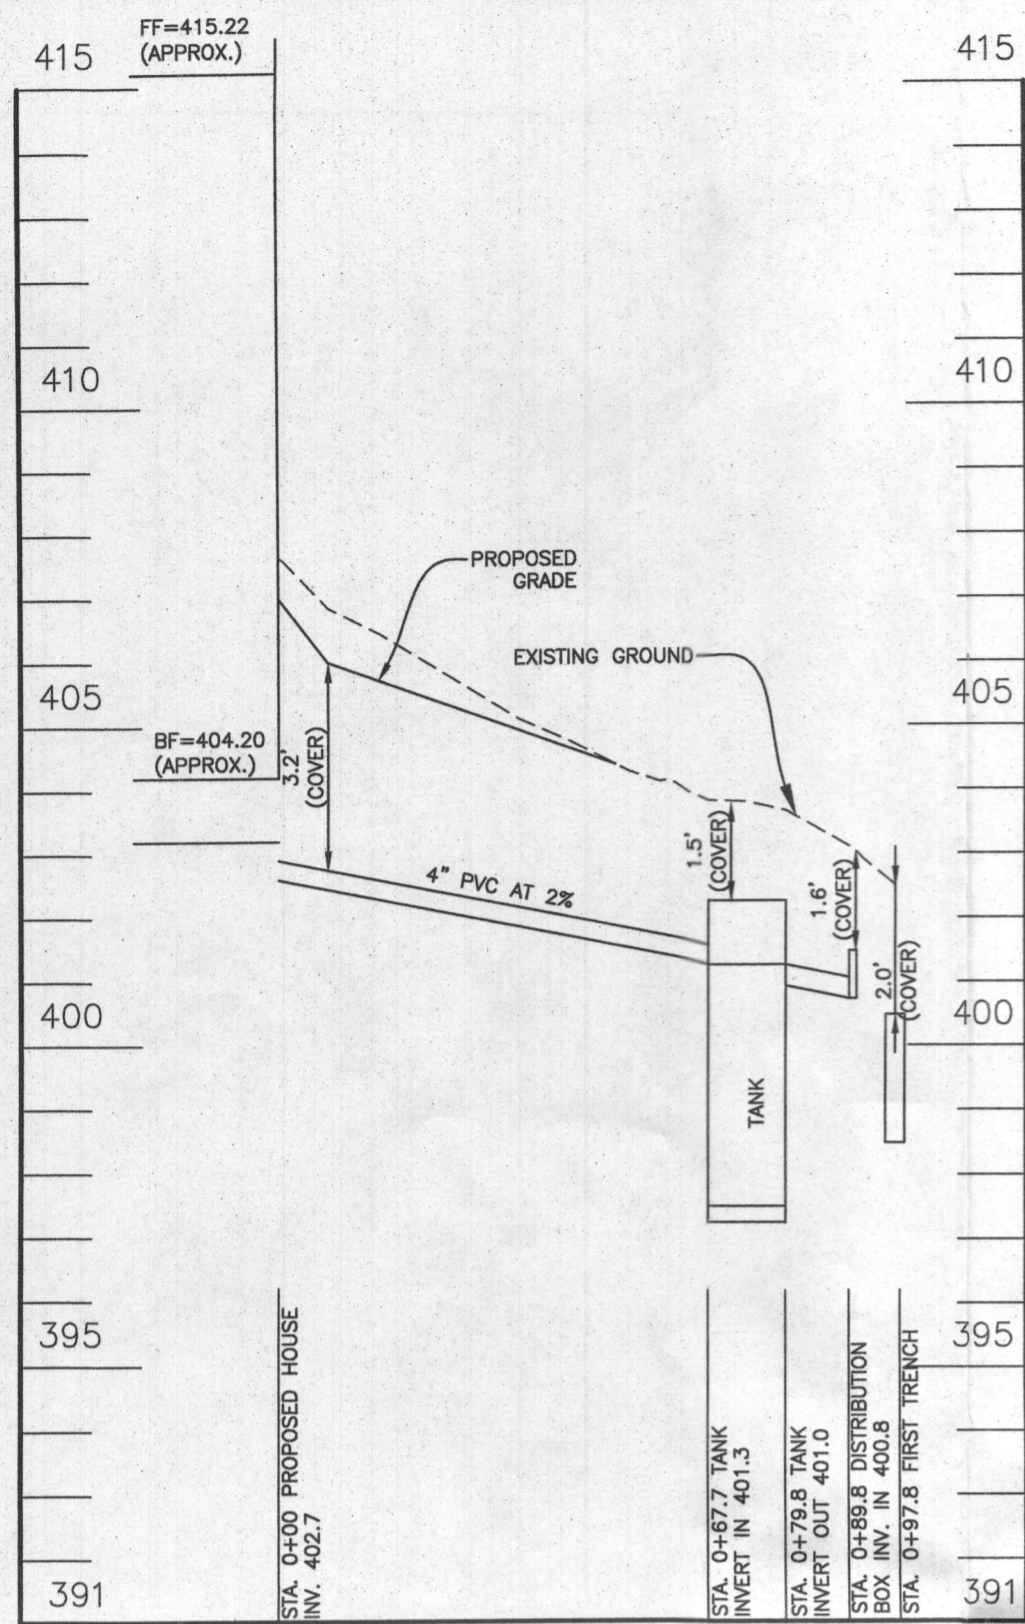 FF=415.22
(APPROX.)
415
415
410
410
PROPOSED
GRADE
EXISTING GROUND
405
405
BF=404.20
(APPROX.)
3.2'
(COVER)
4" PVC AT 2%
1.5'
(COVER)
1.6'
(COVER)
2.0'
(COVER)
400
400
TANK
395
395
STA. 0+00 PROPOSED HOUSE
INV. 402.7
STA. 0+67.7 TANK
INVERT IN 401.3
STA. 0+79.8 TANK
INVERT OUT 401.0
STA. 0+89.8 DISTRIBUTION
BOX INV. IN 400.8
STA. 0+97.8 FIRST TRENCH
391
391